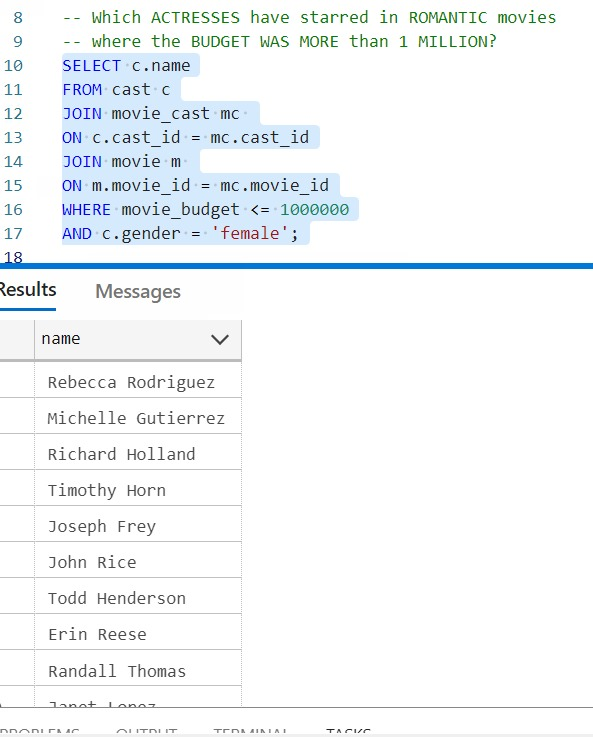 8 -- Which ACTRESSES have starred in ROMANTIC movies
9 -- where the BUDGET WAS MORE than 1 MILLION?
10 SELECT c.name
11 FROM cast c
12 JOIN movie_cast mc
13 ON c.cast_id = mc.cast_id
14 JOIN movie m
15 ON m.movie_id = mc.movie_id
16 WHERE movie_budget <= 1000000
17 AND c.gender = 'female';
18
Results Messages
name
Rebecca Rodriguez
Michelle Gutierrez
Richard Holland
Timothy Horn
Joseph Frey
John Rice
Todd Henderson
Erin Reese
Randall Thomas
Janet Lopez
PROBLEMS OUTPUT TERMINAL TASKS